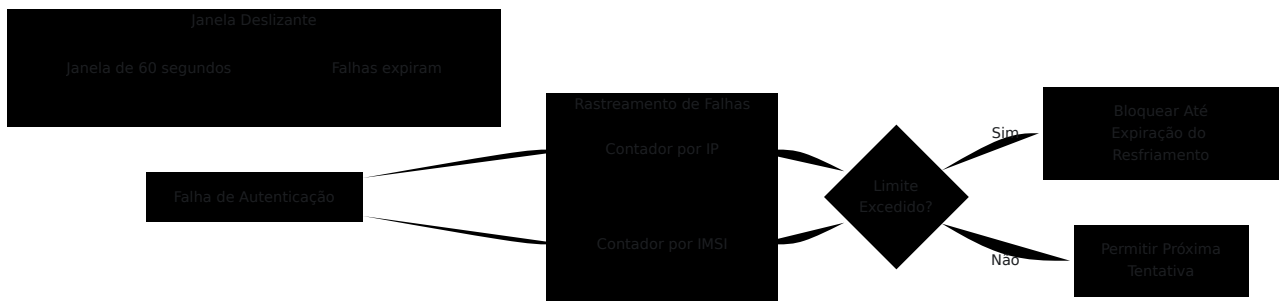 Janela Deslizante
Janela de 60 segundos
Falhas expiram
Falha de Autenticação
Rastreamento de Falhas
Contador por IP
Contador por IMSI
Limite
Excedido?
Sim
Bloquear Até
Expiração do
Resfriamento
Não
Permitir Próxima
Tentativa